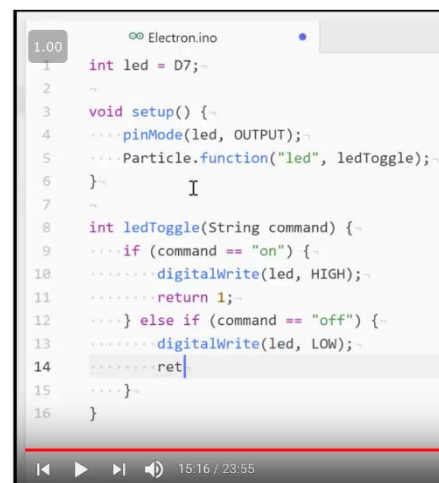 1.00
Electron.ino
1 int led = D7;
2
3 void setup() {
4 pinMode(led, OUTPUT);
5 Particle.function("led", ledToggle);
6 }
7
8 int ledToggle(String command) {
9 if (command == "on") {
10 digitalWrite(led, HIGH);
11 return 1;
12 } else if (command == "off") {
13 digitalWrite(led, LOW);
14 ret
15 }
16 }
15:16 / 23:55